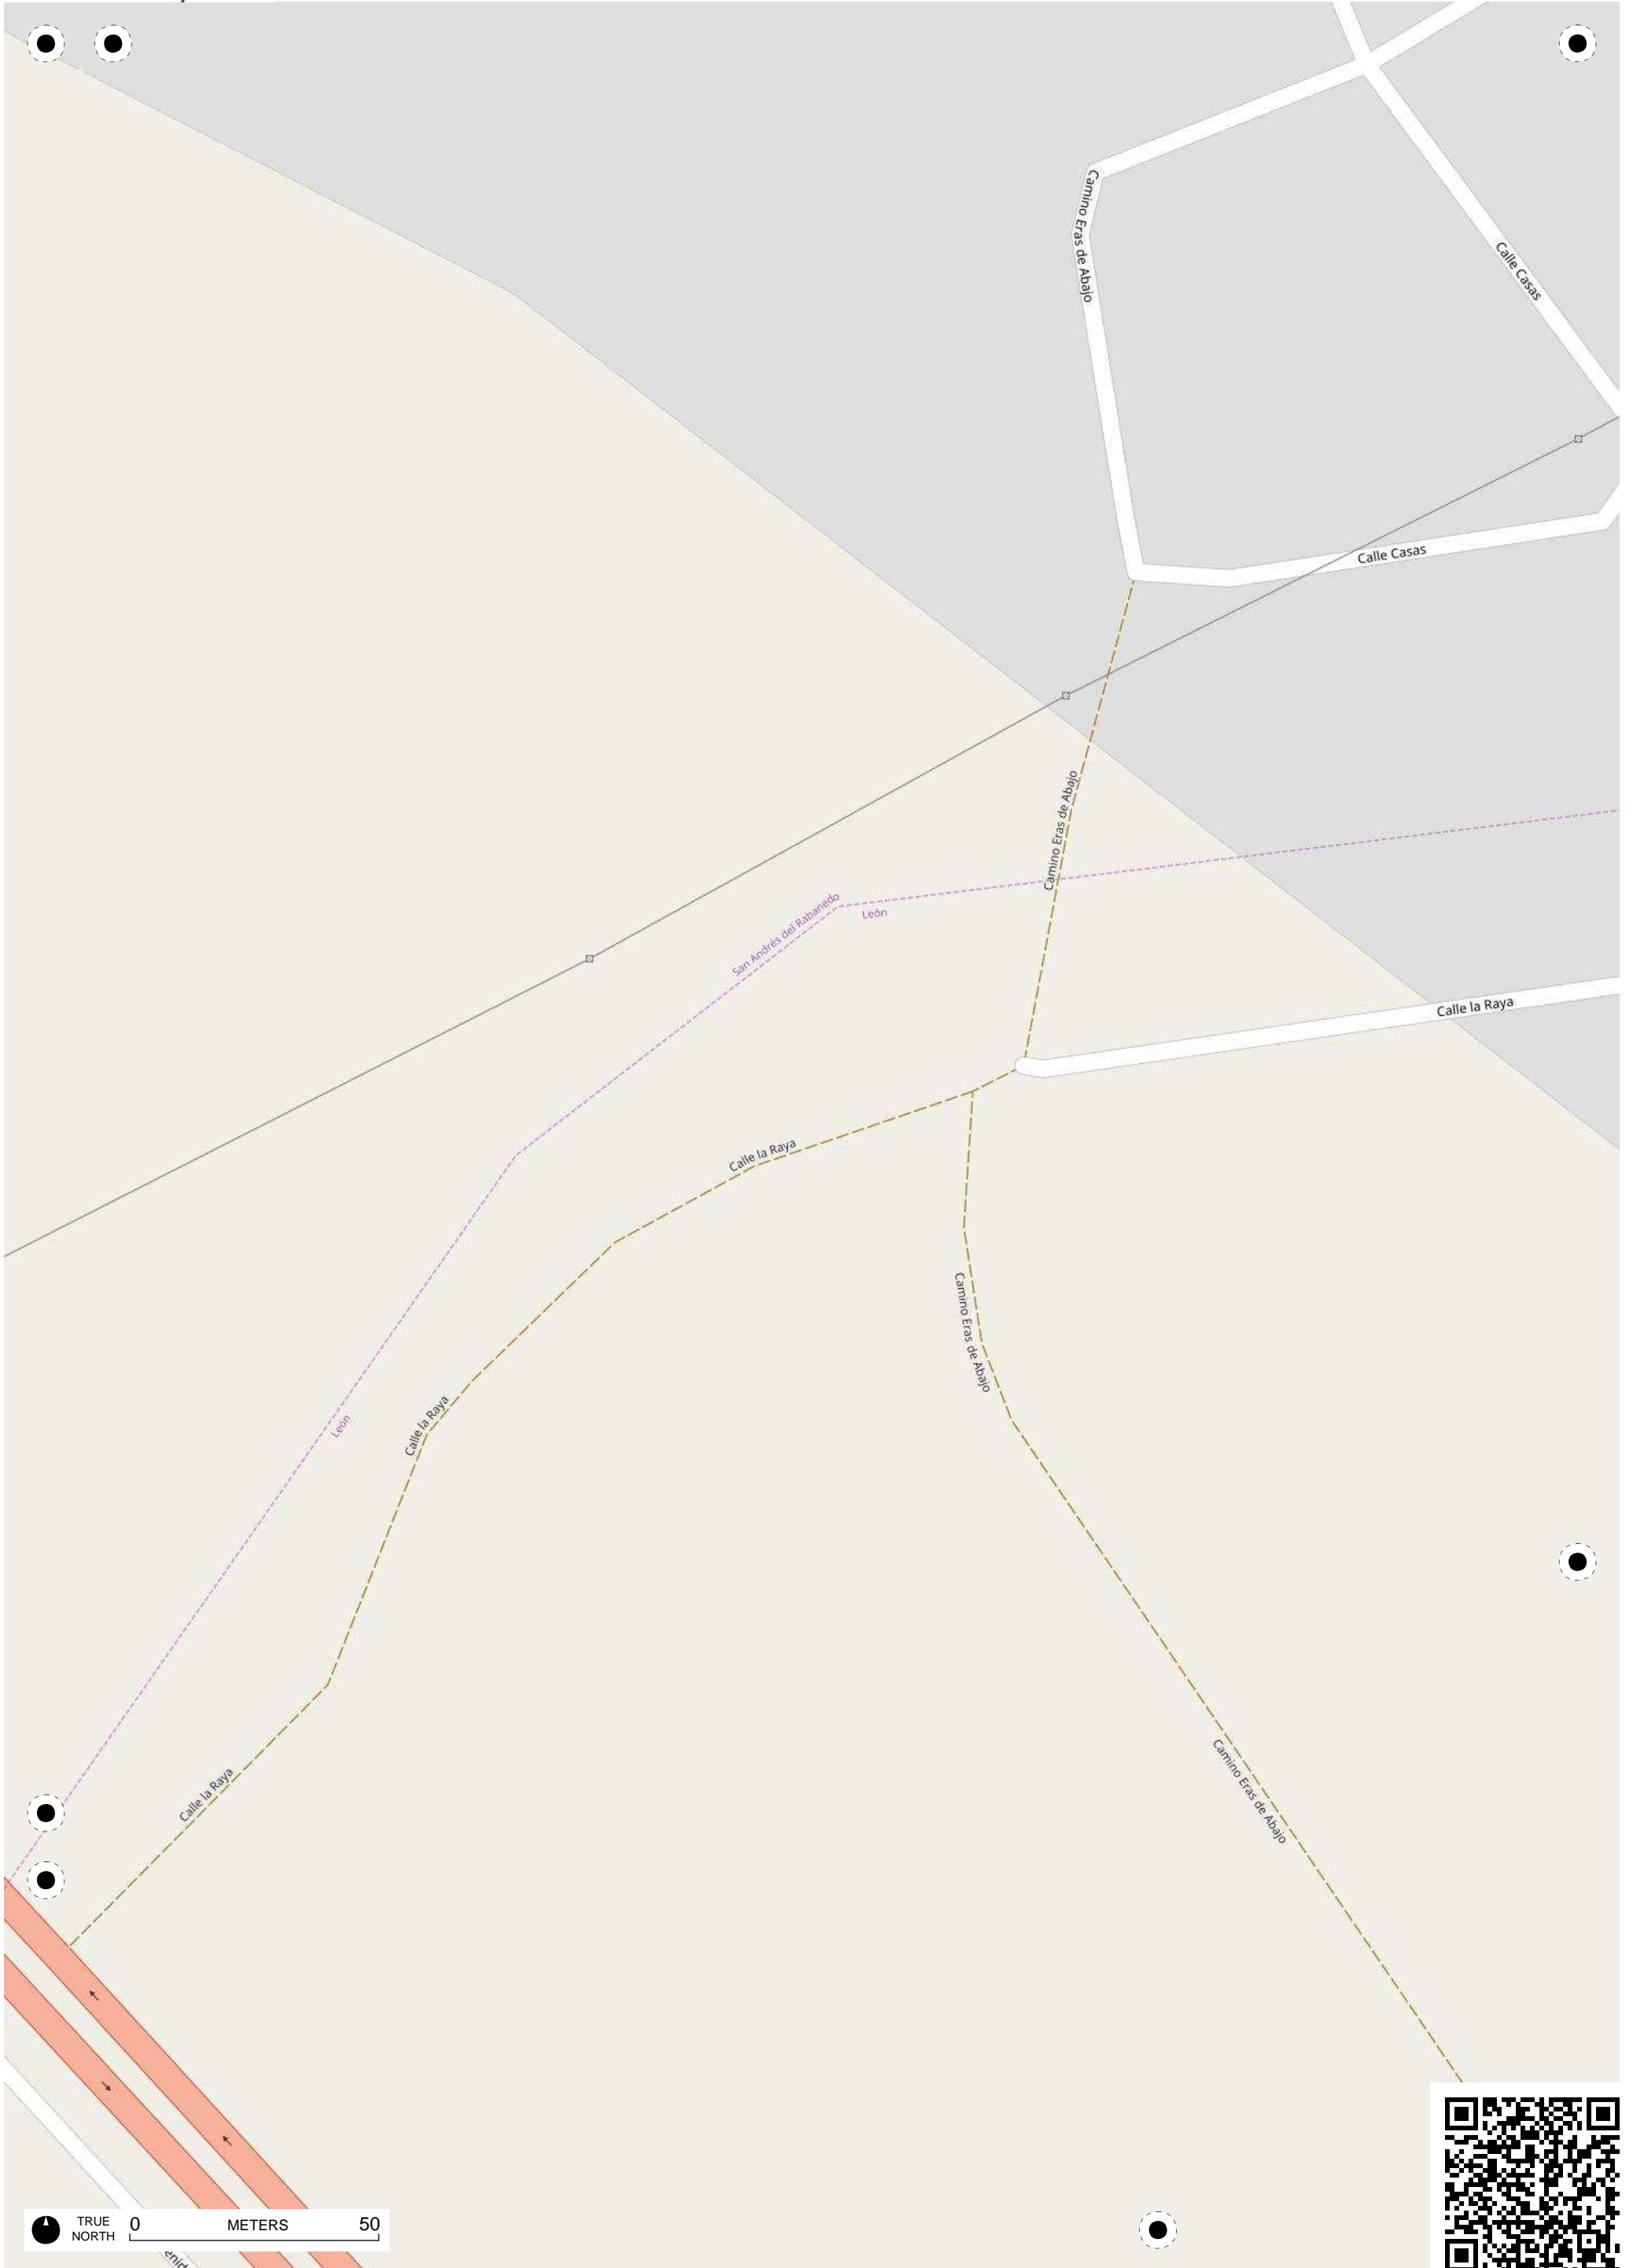 Camino Eras de Abajo
Calle Casas
Calle Casas
Camino Eras de Abajo
San Andrés del Rabanedo
León
Calle la Raya
Calle la Raya
Camino Eras de Abajo
Calle la Raya
León
Camino Eras de Abajo
Calle la Raya
TRUE
NORTH
0 METERS 50